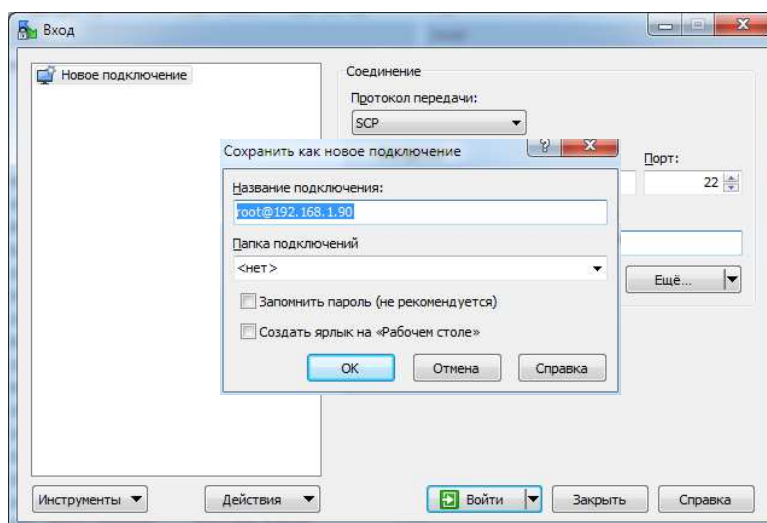 Вход
Новое подключение
Соединение
Протокол передачи:
SCP
Порт:
22
Сохранить как новое подключение
Название подключения:
root@192.168.1.90
Папка подключений
<нет>
Запомнить пароль (не рекомендуется)
Создать ярлык на «Рабочем столе»
OK
Отмена
Справка
Ещё...
Инструменты
Действия
Войти
Закрыть
Справка